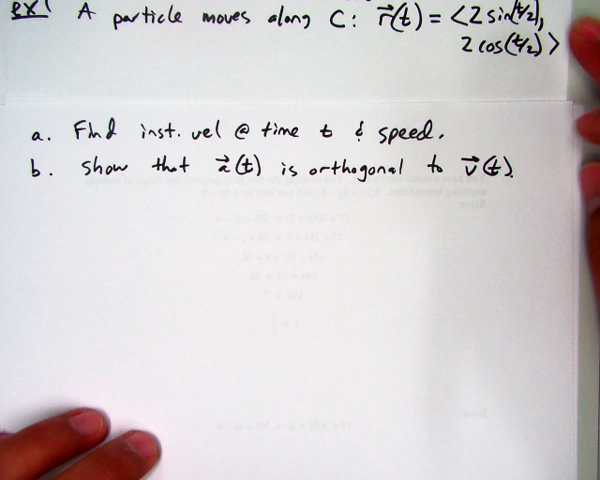 ex) A particle moves along C: r⃗(t) = <2 sin(t/2),
2 cos(t/2)>
a. Find inst. vel @ time t & speed.
b. show that a⃗(t) is orthogonal to v⃗(t).